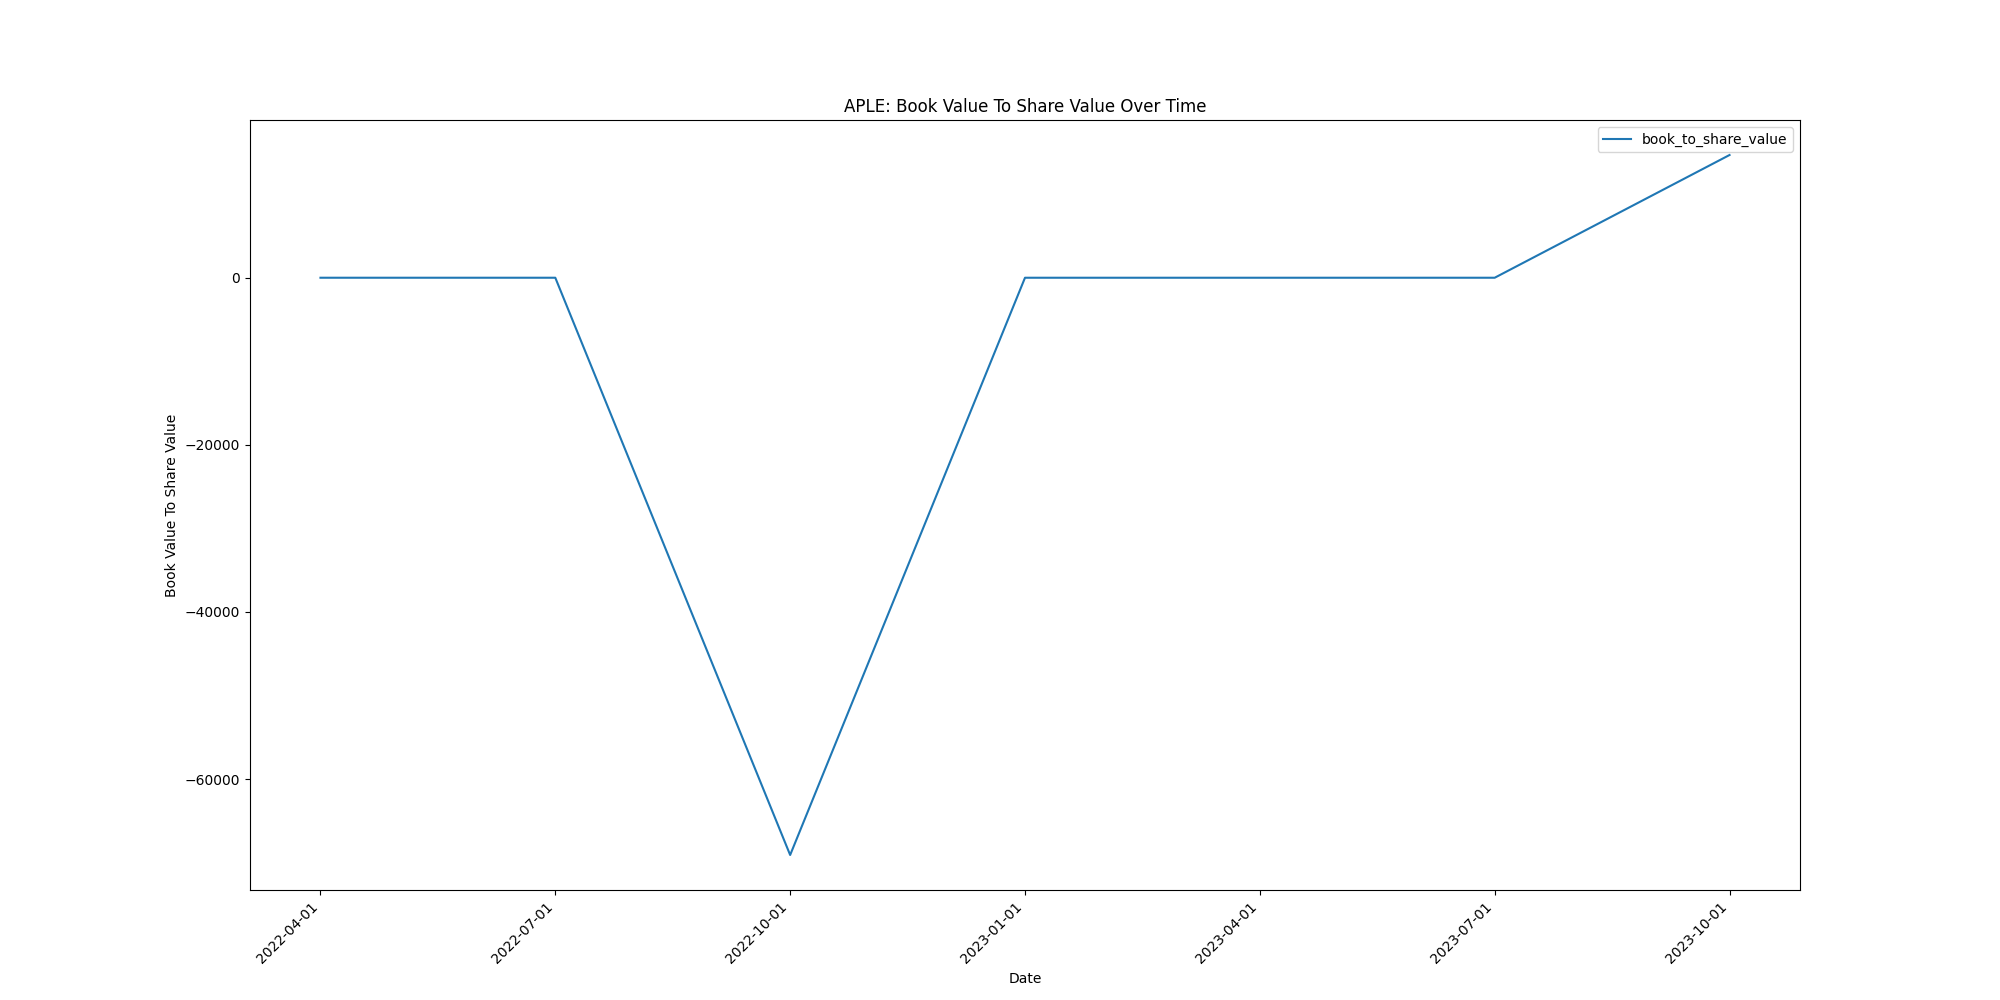 APLE: Book Value To Share Value Over Time
book_to_share_value
Book Value To Share Value
0
−20000
−40000
−60000
2022-04-01
2022-07-01
2022-10-01
2023-01-01
2023-04-01
2023-07-01
2023-10-01
Date